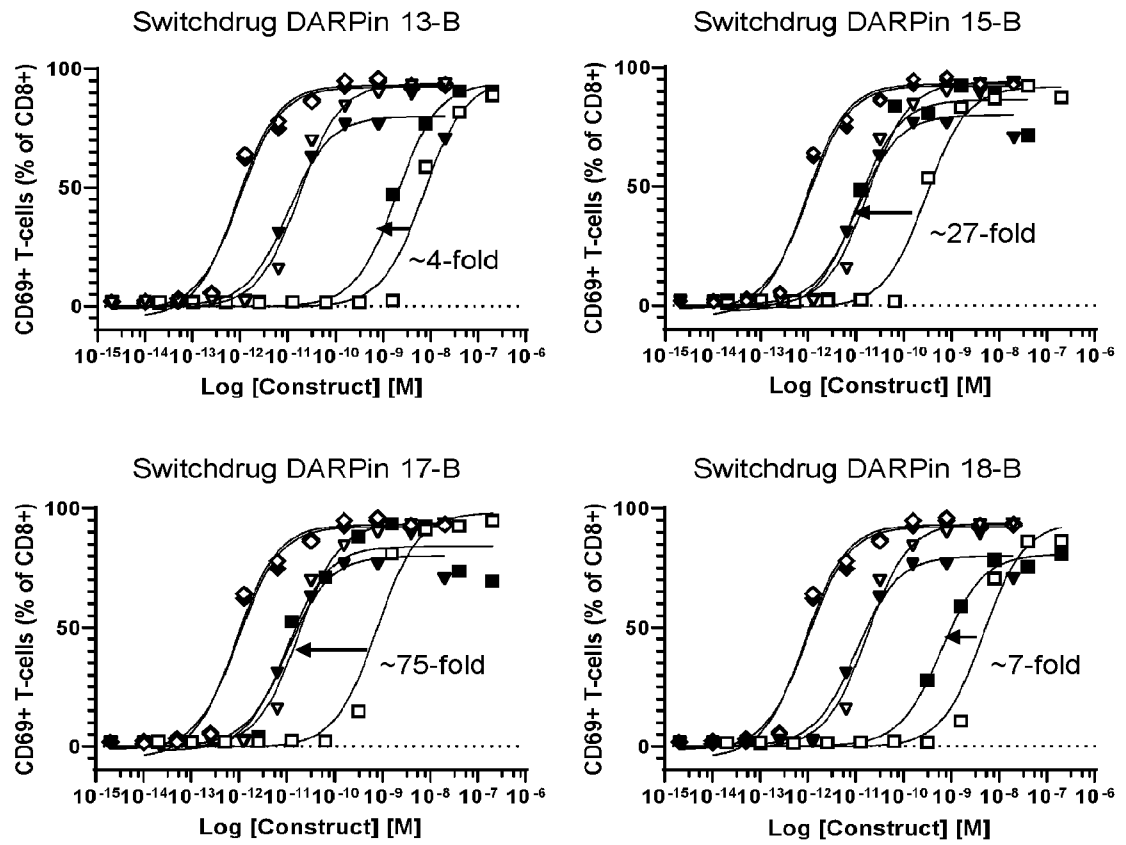 Switchdrug DARPin 13-B
CD69+ T-cells (% of CD8+)
100
50
0
~4-fold
10-15 10-14 10-13 10-12 10-11 10-10 10-9 10-8 10-7 10-6
Log [Construct] [M]
Switchdrug DARPin 15-B
CD69+ T-cells (% of CD8+)
100
50
0
~27-fold
10-15 10-14 10-13 10-12 10-11 10-10 10-9 10-8 10-7 10-6
Log [Construct] [M]
Switchdrug DARPin 17-B
CD69+ T-cells (% of CD8+)
100
50
0
~75-fold
10-15 10-14 10-13 10-12 10-11 10-10 10-9 10-8 10-7 10-6
Log [Construct] [M]
Switchdrug DARPin 18-B
CD69+ T-cells (% of CD8+)
100
50
0
~7-fold
10-15 10-14 10-13 10-12 10-11 10-10 10-9 10-8 10-7 10-6
Log [Construct] [M]